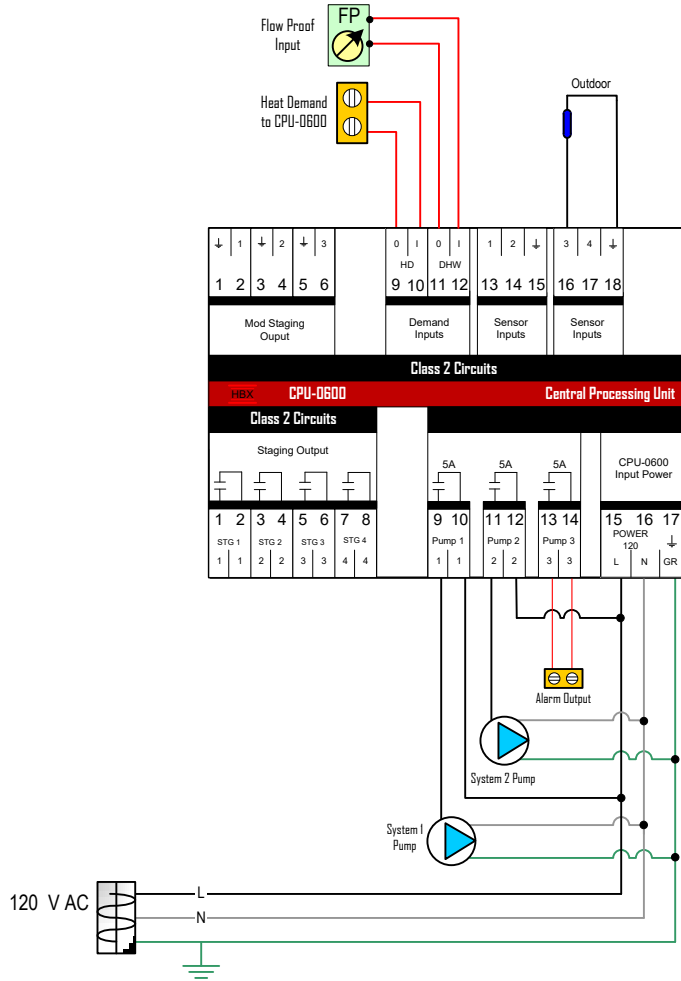 FP
Flow Proof
Input
Heat Demand
to CPU-0600
Outdoor
1 2 3
0 I 0 I
1 2
3 4
HD DHW
1 2 3 4 5 6
9 10 11 12
13 14 15
16 17 18
Mod Staging
Ouput
Demand
Inputs
Sensor
Inputs
Sensor
Inputs
Class 2 Circuits
HBX CPU-0600 Central Processing Unit
Class 2 Circuits
Staging Output
5A 5A 5A
CPU-0600
Input Power
1 2 3 4 5 6 7 8
9 10 11 12 13 14
15 16 17
STG 1 STG 2 STG 3 STG 4
Pump 1 Pump 2 Pump 3
POWER
120
1 1 2 2 3 3 4 4
1 1 2 2 3 3
L N GR
Alarm Output
System 2 Pump
System 1
Pump
120 V AC
L
N